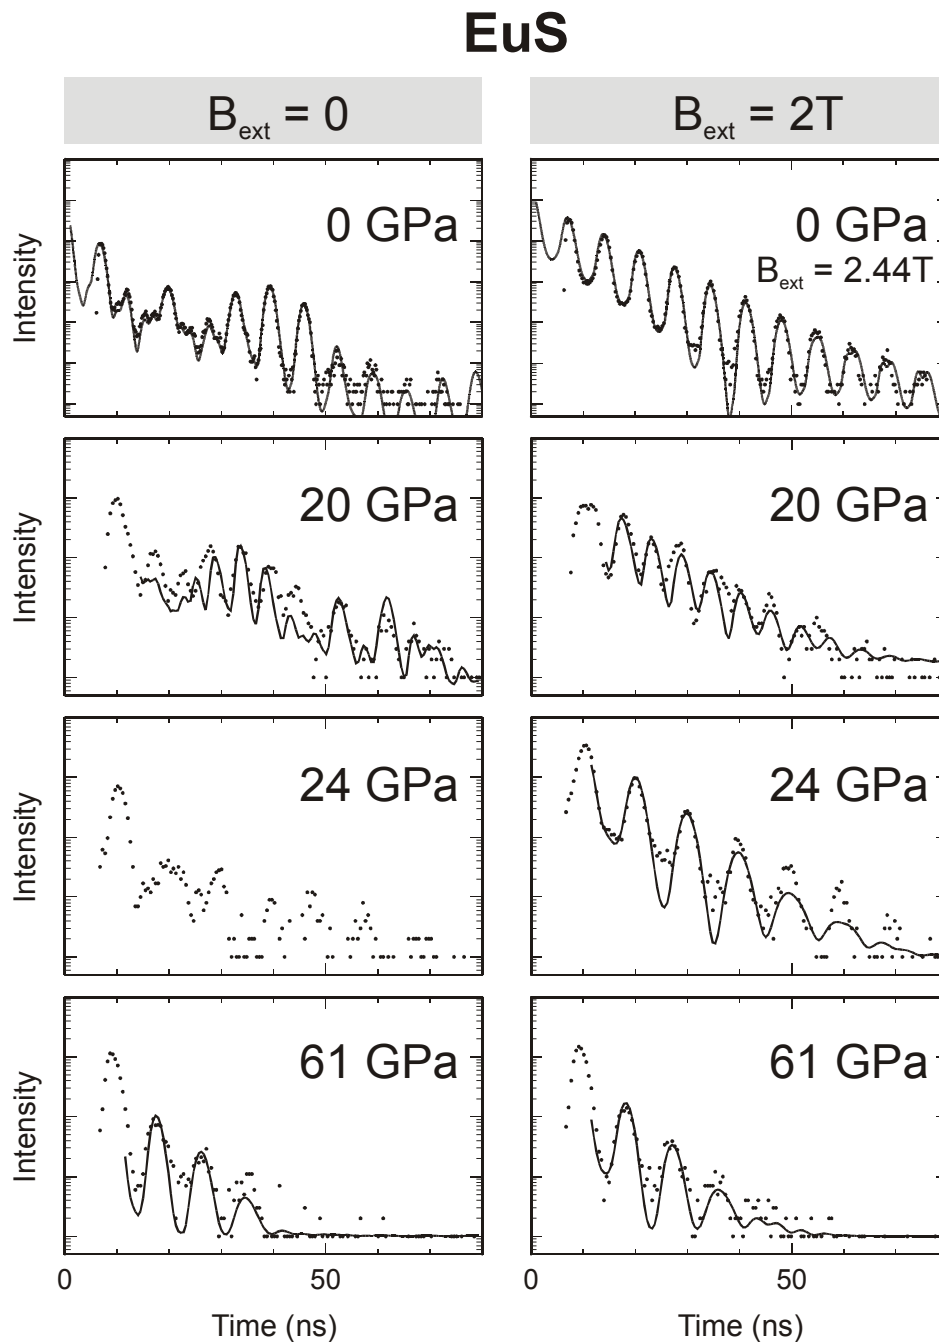 EuS
B_ext = 0
B_ext = 2T
Intensity
0 GPa
0 GPa
B_ext = 2.44T
Intensity
20 GPa
20 GPa
Intensity
24 GPa
24 GPa
Intensity
61 GPa
61 GPa
0 50 0 50
Time (ns) Time (ns)